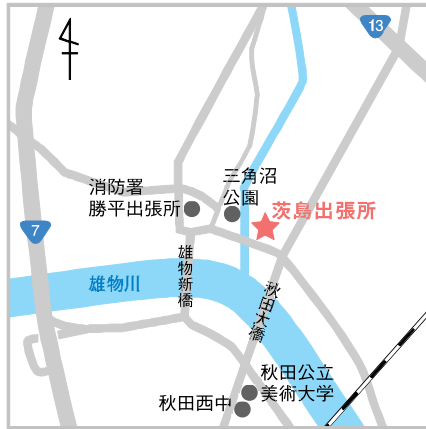 13
三角沼
公園
消防署
勝平出張所
茨島出張所
7
雄物新橋
雄物川
秋田大橋
秋田公立
美術大学
秋田西中